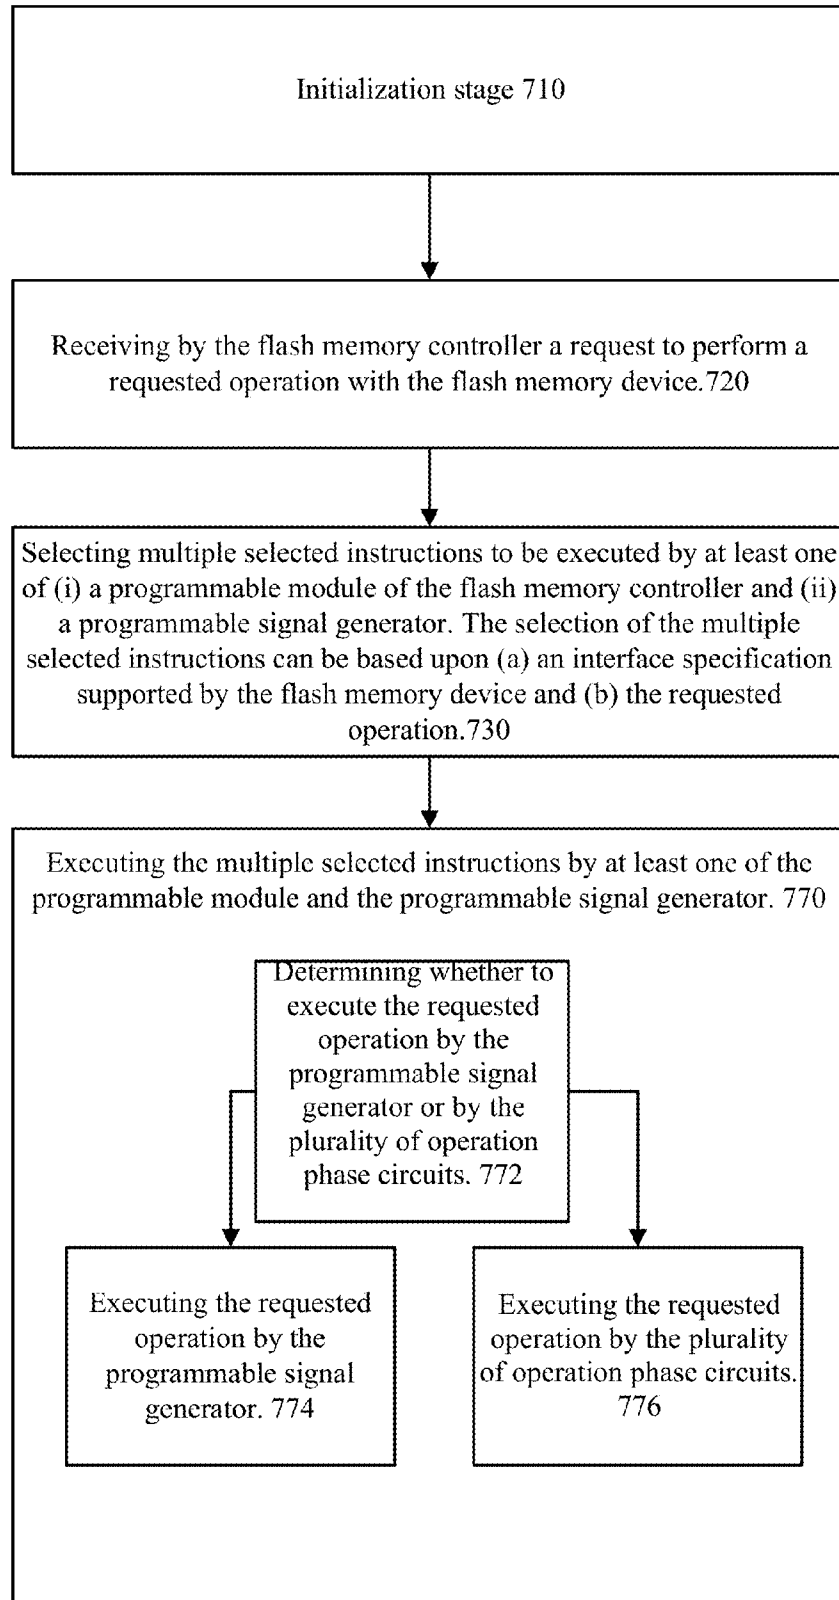 Initialization stage 710
Receiving by the flash memory controller a request to perform a
requested operation with the flash memory device.720
Selecting multiple selected instructions to be executed by at least one
of (i) a programmable module of the flash memory controller and (ii)
a programmable signal generator. The selection of the multiple
selected instructions can be based upon (a) an interface specification
supported by the flash memory device and (b) the requested
operation.730
Executing the multiple selected instructions by at least one of the
programmable module and the programmable signal generator. 770
Determining whether to
execute the requested
operation by the
programmable signal
generator or by the
plurality of operation
phase circuits. 772
Executing the requested
operation by the
programmable signal
generator. 774
Executing the requested
operation by the plurality
of operation phase circuits.
776